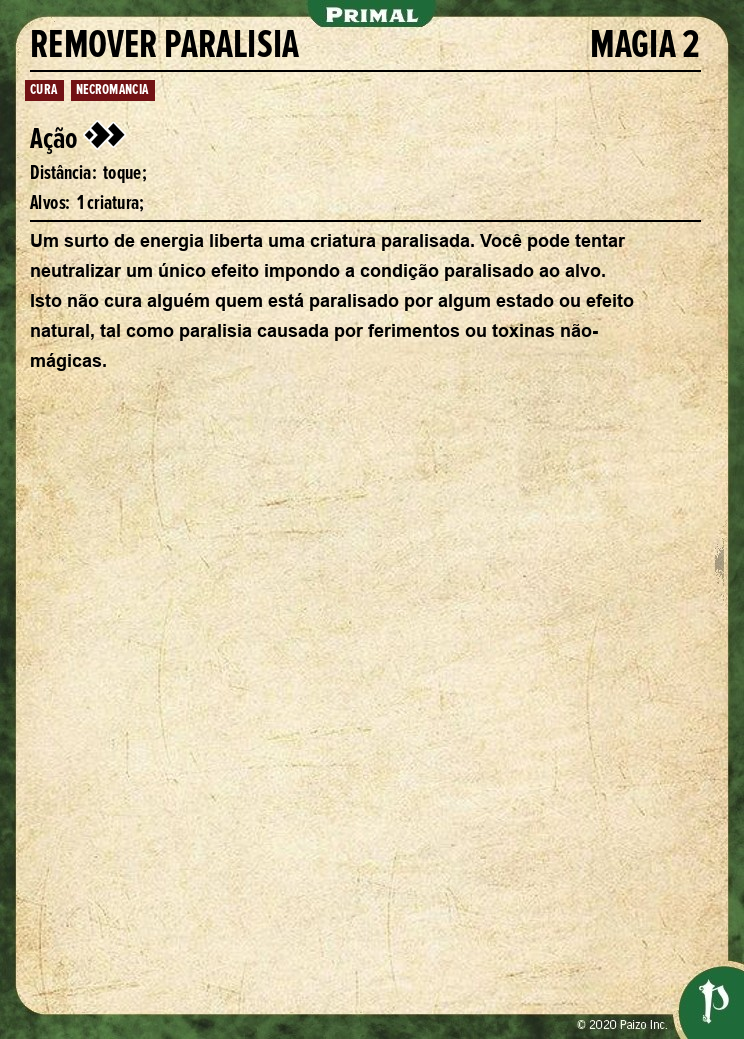 PRIMAL
REMOVER PARALISIA MAGIA 2
CURA NECROMANCIA
Ação
Distância: toque;
Alvos: 1 criatura;
Um surto de energia liberta uma criatura paralisada. Você pode tentar
neutralizar um único efeito impondo a condição paralisado ao alvo.
Isto não cura alguém quem está paralisado por algum estado ou efeito
natural, tal como paralisia causada por ferimentos ou toxinas não-
mágicas.
© 2020 Paizo Inc.